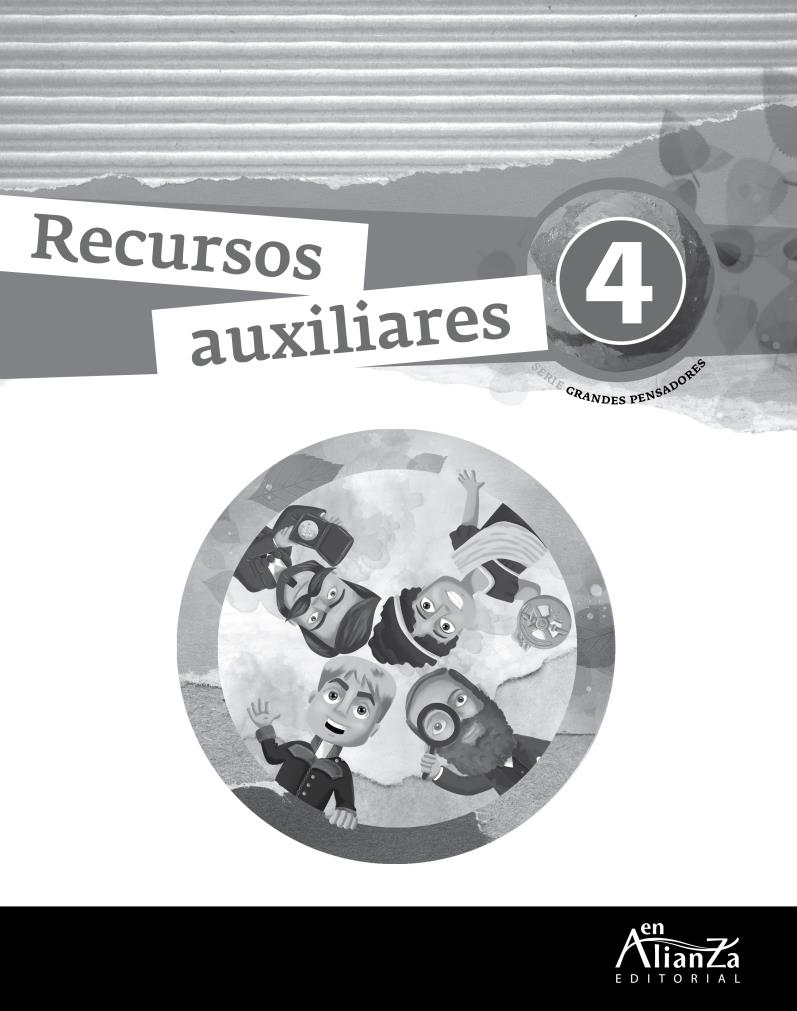 Recursos
auxiliares
4
SERIE GRANDES PENSADORES
en
AlianZa
EDITORIAL